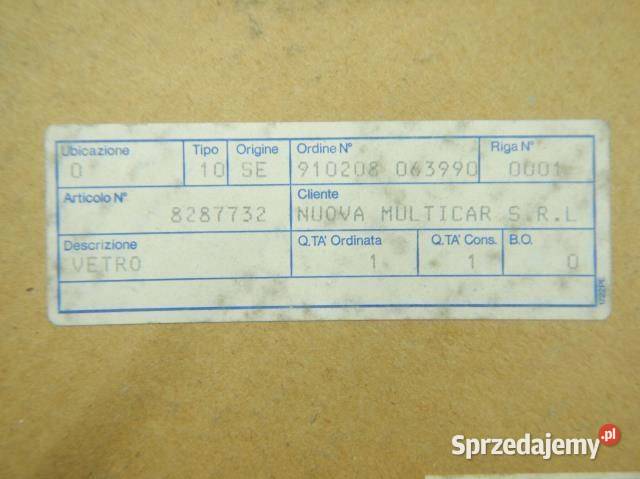 Ubicazione Tipo Origine Ordine N° Riga N°
0 10 SE 910208 063990 0001
Articolo N° Cliente
8287732 NUOVA MULTICAR S.R.L
Descrizione Q.TA' Ordinata Q.TA' Cons. B.O.
VETRO 1 1 0
Sprzedajemy.pl